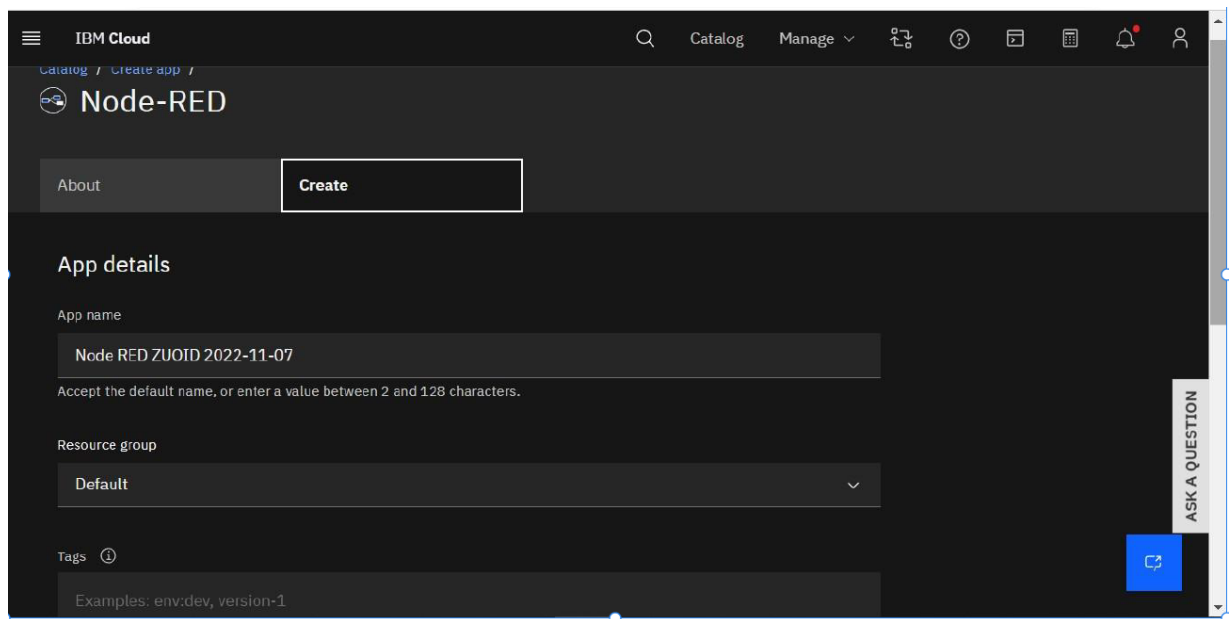 IBM Cloud
Catalog
Manage
Catalog / Create app /
Node-RED
About
Create
App details
App name
Node RED ZUOID 2022-11-07
Accept the default name, or enter a value between 2 and 128 characters.
Resource group
Default
Tags
Examples: env:dev, version-1
ASK A QUESTION